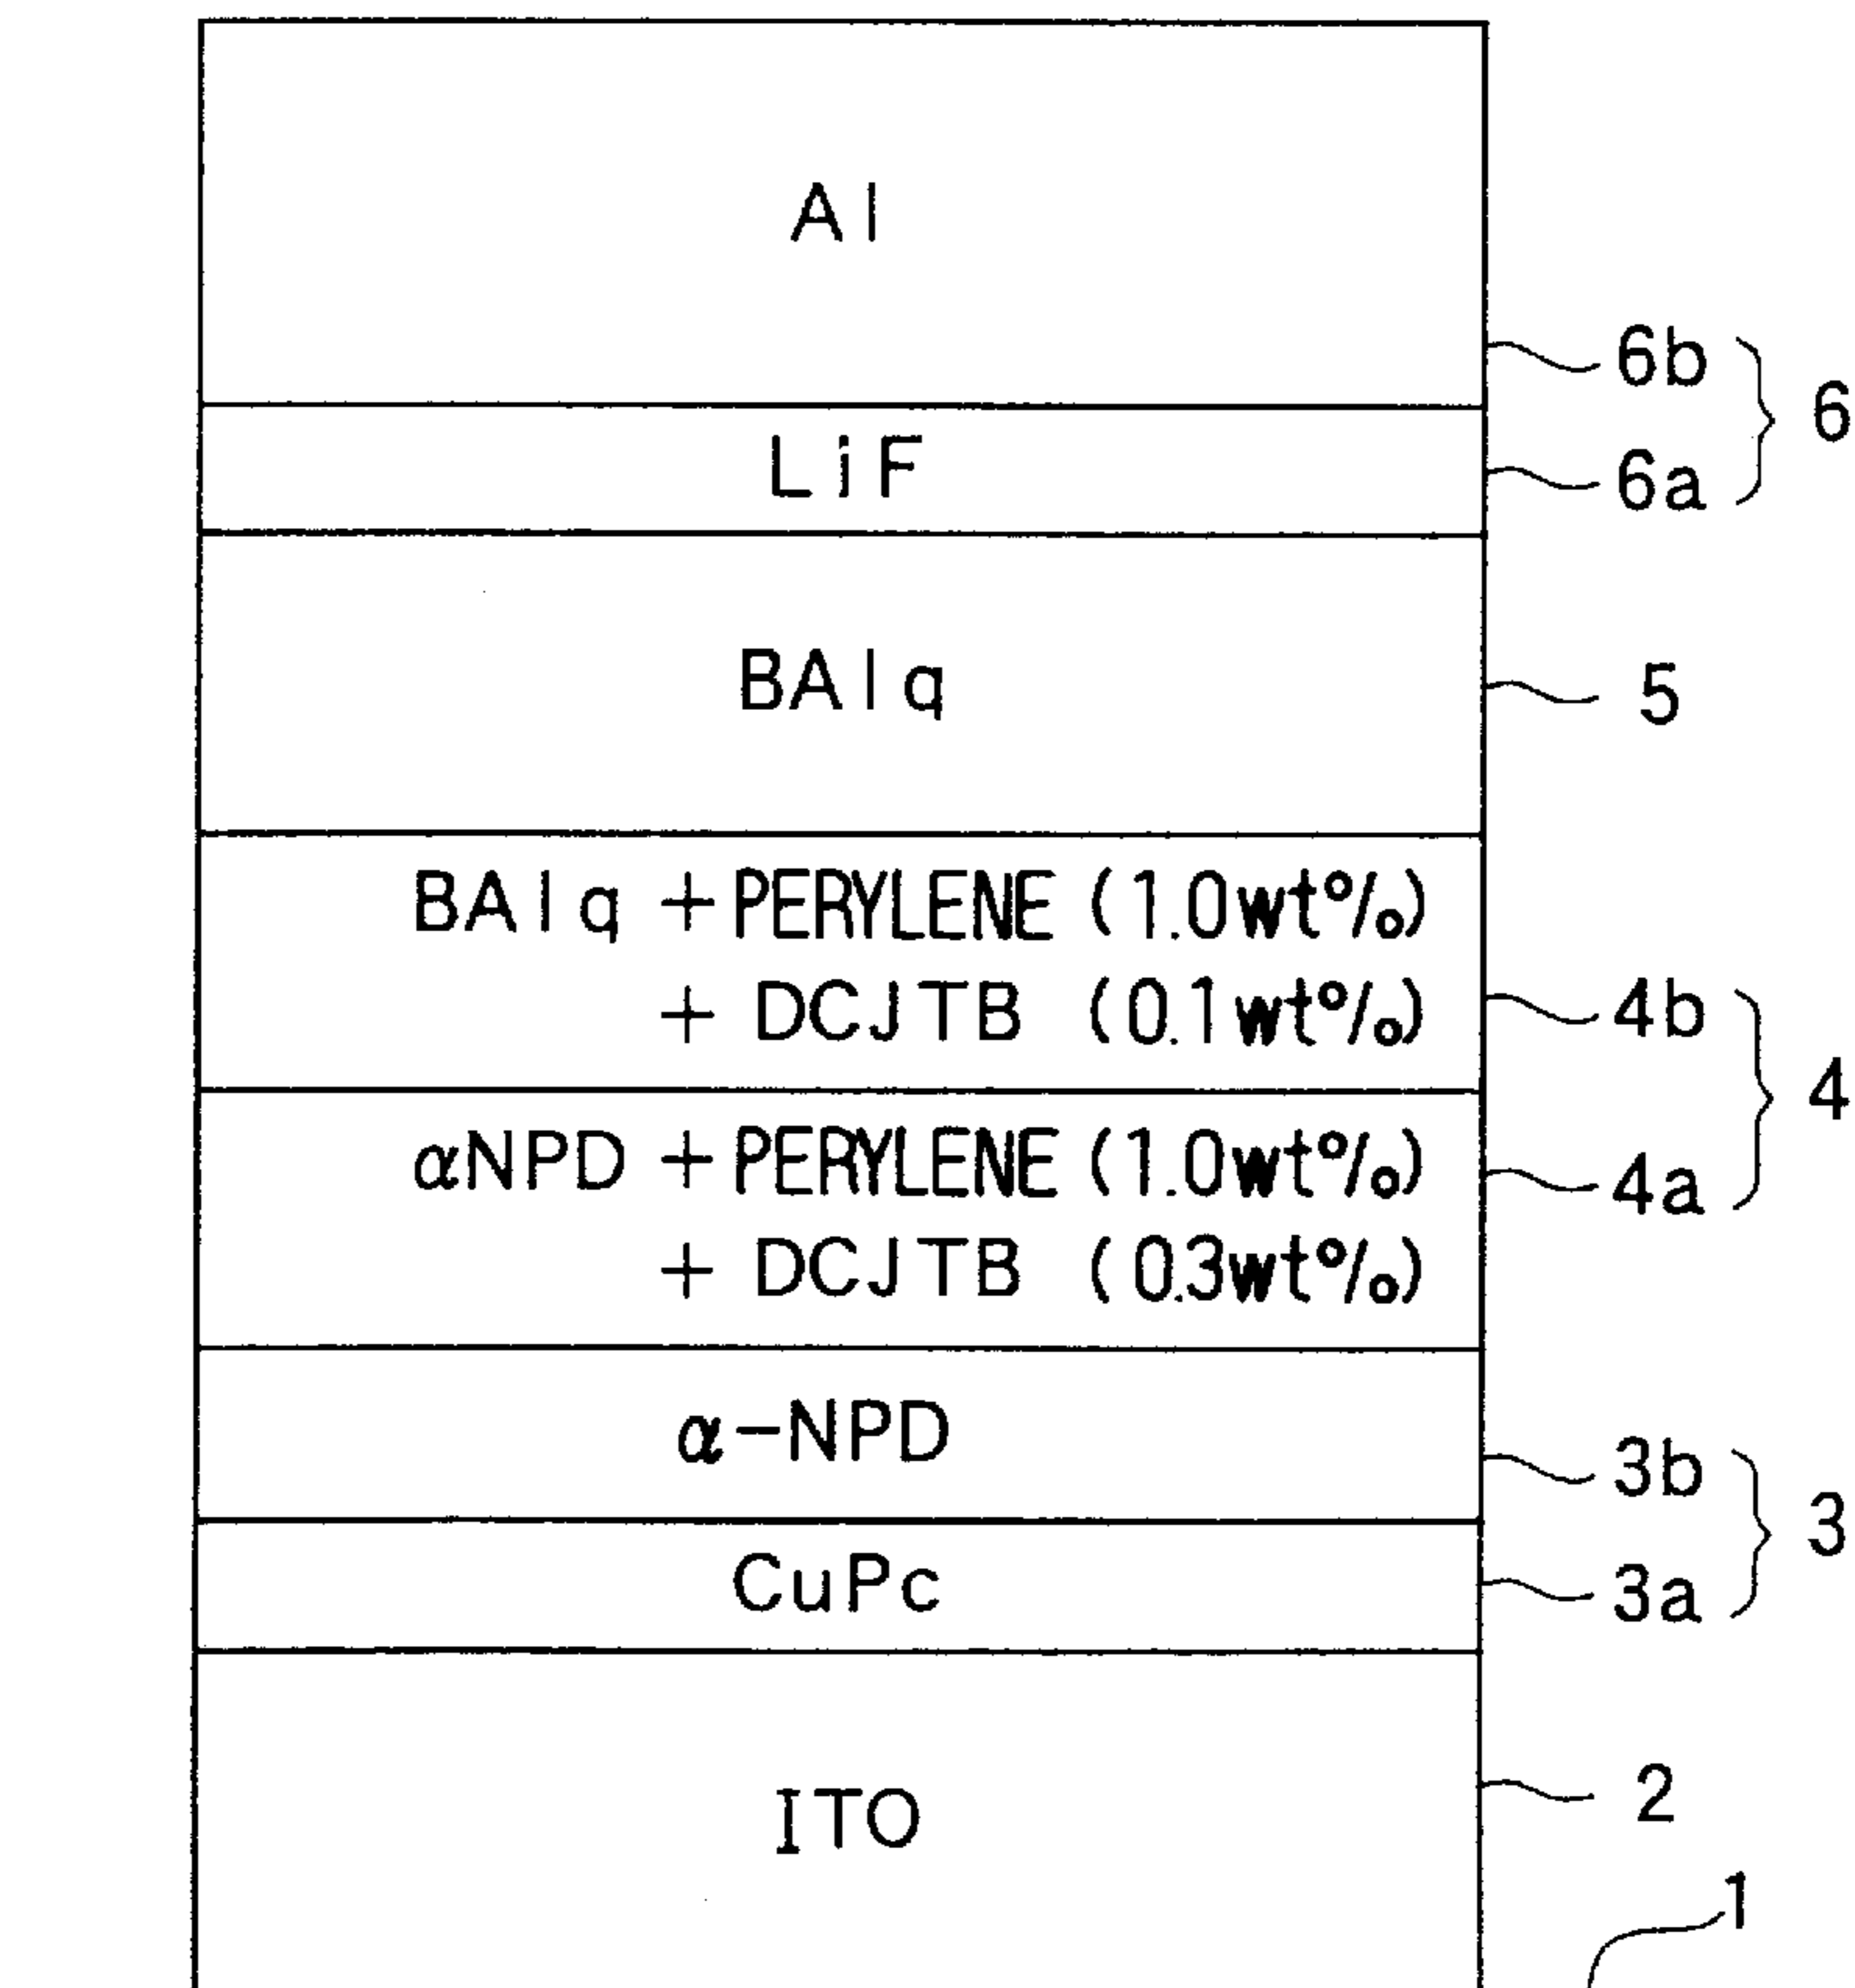 Al
6b
6
LiF
6a
BAlq
5
BAlq + PERYLENE (1.0wt%)
+ DCJTB (0.1wt%)
4b
4
αNPD + PERYLENE (1.0wt%)
4a
+ DCJTB (0.3wt%)
α-NPD
3b
3
CuPc
3a
ITO
2
1